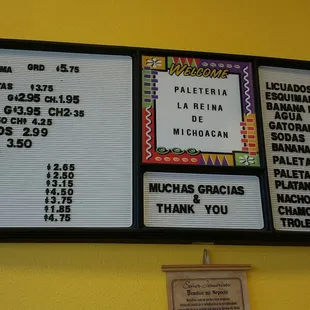 MA GRD $5.75
TAS $3.75
G$2.95 CH.1.95
G$3.95 CH2.35
50 CH$ 4.25
OS 2.99
3.50
$2.65
$2.50
$3.15
$4.50
$3.75
$1.85
$4.75
WELCOME
PALETERIA
LA REINA
DE
MICHOACAN
MUCHAS GRACIAS
&
THANK YOU
LICUADOS
ESQUIMA
BANANA
AGUA
GATORA
SODAS
BANANA
PALETA
PALETA
PLATAN
NACHO
CHAMO
TROLE